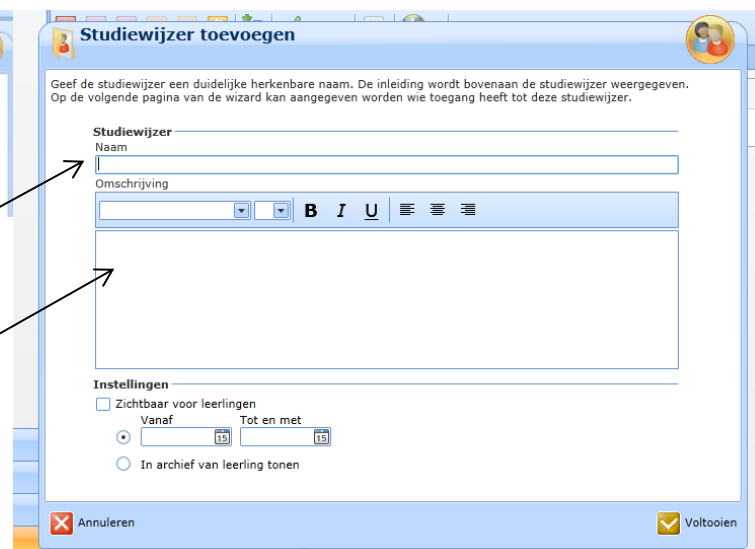 Studiewijzer toevoegen
Geef de studiewijzer een duidelijke herkenbare naam. De inleiding wordt bovenaan de studiewijzer weergegeven.
Op de volgende pagina van de wizard kan aangegeven worden wie toegang heeft tot deze studiewijzer.
Studiewijzer
Naam
Omschrijving
B I U
Instellingen
Zichtbaar voor leerlingen
Vanaf Tot en met
15 15
In archief van leerling tonen
Annuleren Voltooien